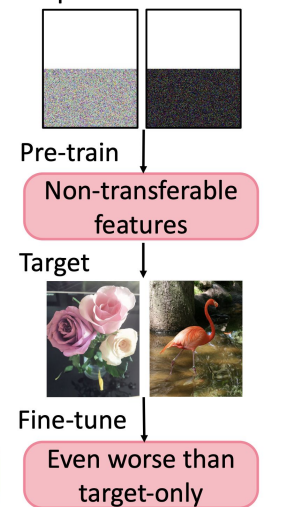 Pre-train
Non-transferable
features
Target
Fine-tune
Even worse than
target-only